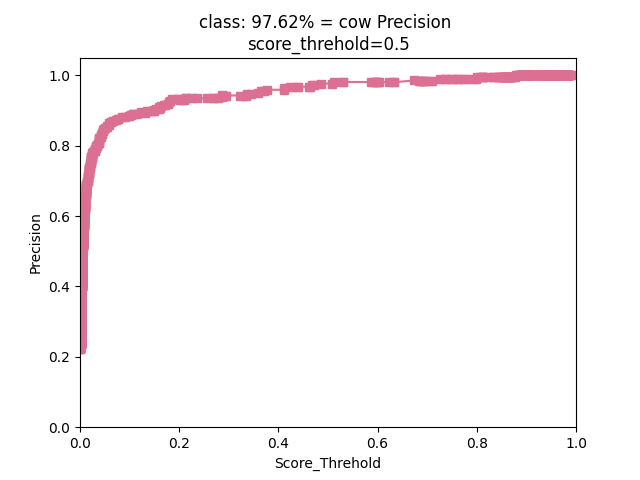 class: 97.62% = cow Precision
score_threhold=0.5
Precision
1.0
0.8
0.6
0.4
0.2
0.0
0.0 0.2 0.4 0.6 0.8 1.0
Score_Threhold